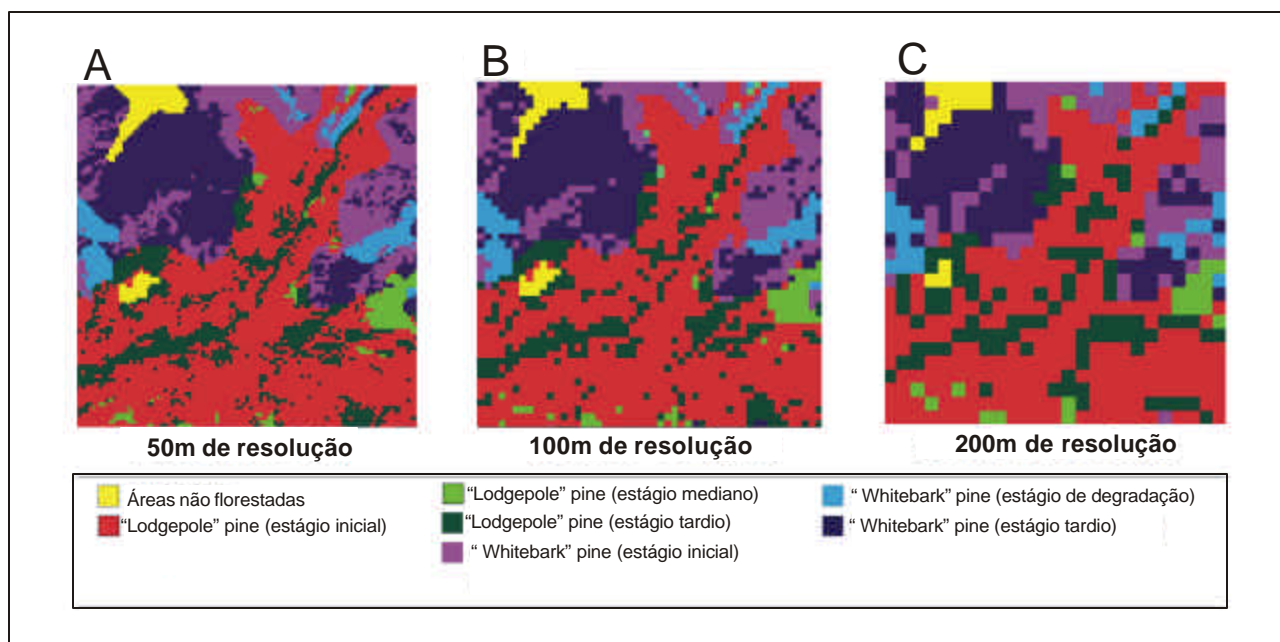 A
B
C
50m de resolução
100m de resolução
200m de resolução
Áreas não florestadas
"Lodgepole" pine (estágio inicial)
"Lodgepole" pine (estágio mediano)
"Lodgepole" pine (estágio tardio)
" Whitebark" pine (estágio inicial)
" Whitebark" pine (estágio de degradação)
" Whitebark" pine (estágio tardio)